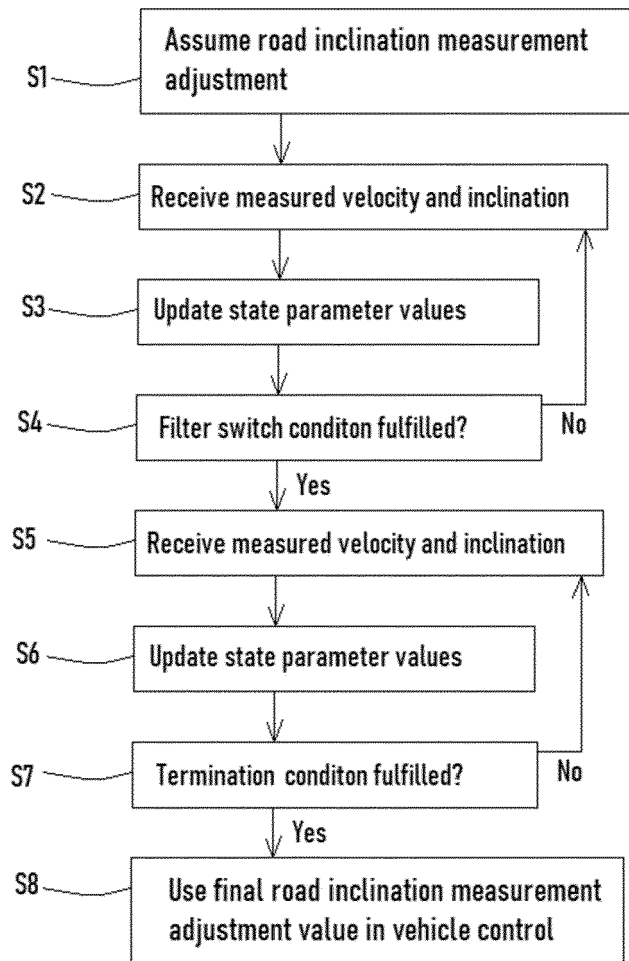 S1
Assume road inclination measurement
adjustment
S2
Receive measured velocity and inclination
S3
Update state parameter values
S4
Filter switch conditon fulfilled?
No
Yes
S5
Receive measured velocity and inclination
S6
Update state parameter values
S7
Termination conditon fulfilled?
No
Yes
S8
Use final road inclination measurement
adjustment value in vehicle control